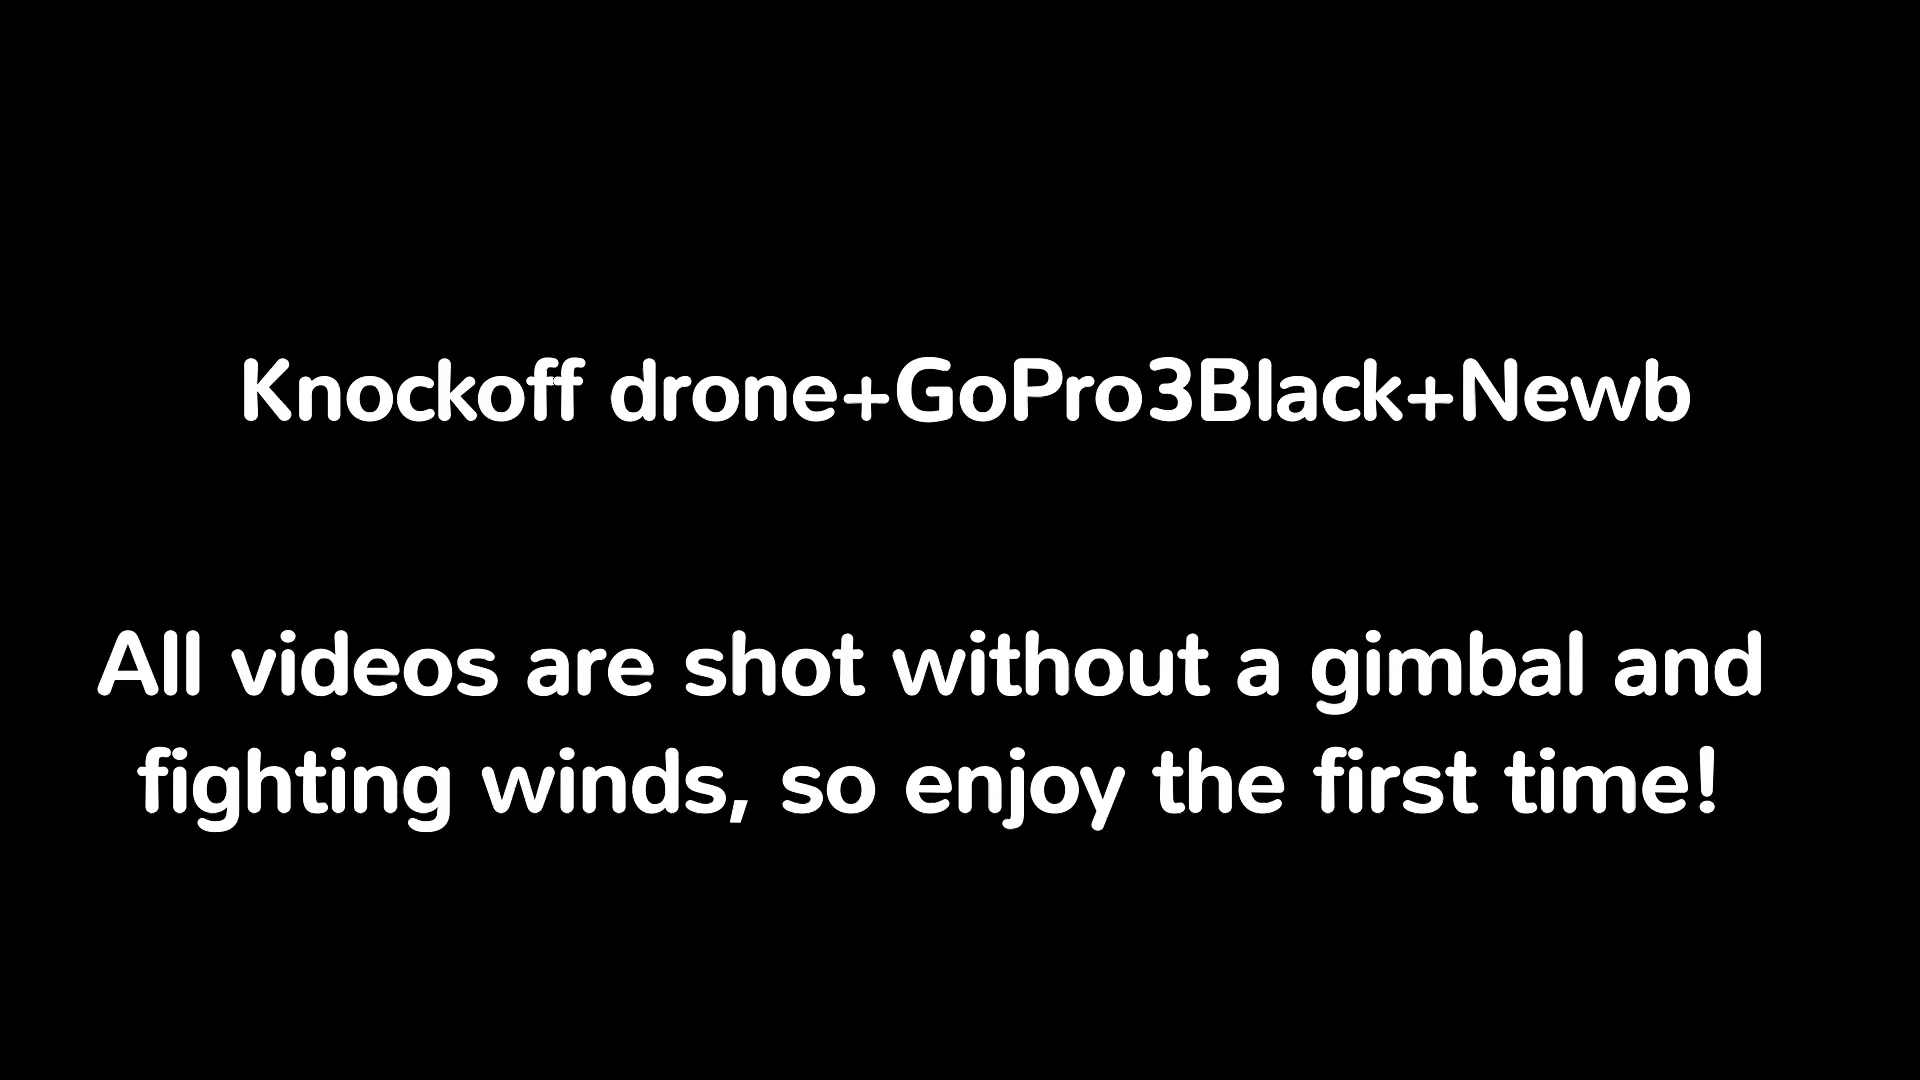 Knockoff drone+GoPro3Black+Newb
All videos are shot without a gimbal and
fighting winds, so enjoy the first time!